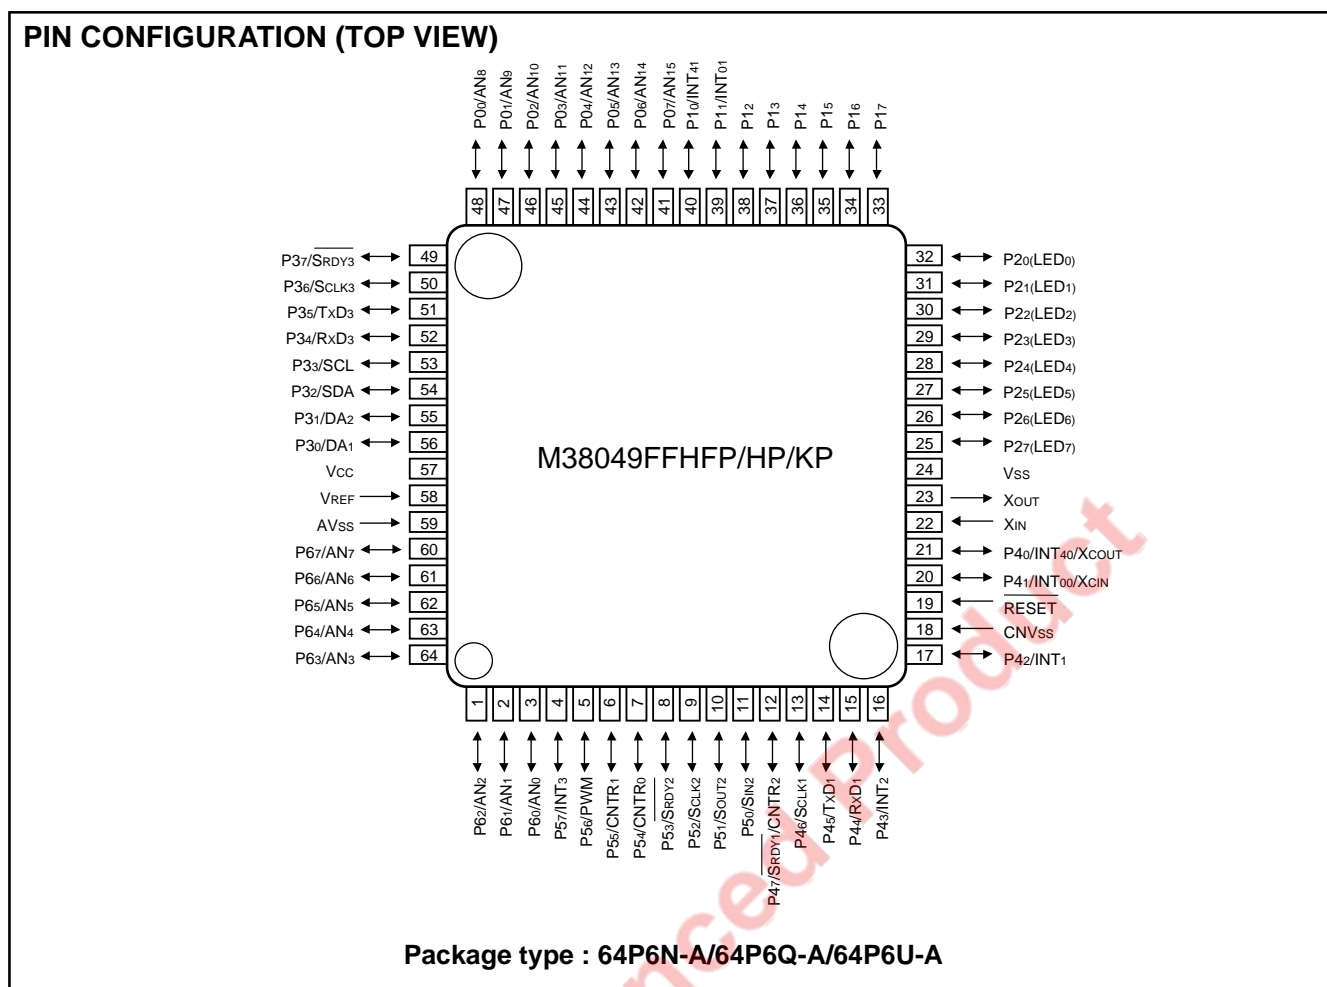 PIN CONFIGURATION (TOP VIEW)
P00/AN8
P01/AN9
P02/AN10
P03/AN11
P04/AN12
P05/AN13
P06/AN14
P07/AN15
P10/INT41
P11/INT01
P12
P13
P14
P15
P16
P17
48 47 46 45 44 43 42 41 40 39 38 37 36 35 34 33
P37/SRDY3 49
P36/SCLK3 50
P35/TXD3 51
P34/RXD3 52
P33/SCL 53
P32/SDA 54
P31/DA2 55
P30/DA1 56
VCC 57
VREF 58
AVSS 59
P67/AN7 60
P66/AN6 61
P65/AN5 62
P64/AN4 63
P63/AN3 64
M38049FFHFP/HP/KP
32 P20(LED0)
31 P21(LED1)
30 P22(LED2)
29 P23(LED3)
28 P24(LED4)
27 P25(LED5)
26 P26(LED6)
25 P27(LED7)
24 VSS
23 XOUT
22 XIN
21 P40/INT40/XCOUT
20 P41/INT00/XCIN
19 RESET
18 CNVSS
17 P42/INT1
1 2 3 4 5 6 7 8 9 10 11 12 13 14 15 16
P62/AN2
P61/AN1
P60/AN0
P57/INT3
P56/PWM
P55/CNTR1
P54/CNTR0
P53/SRDY2
P52/SCLK2
P51/SOUT2
P50/SIN2
P47/SRDY1/CNTR2
P46/SCLK1
P45/TXD1
P44/RXD1
P43/INT2
Package type : 64P6N-A/64P6Q-A/64P6U-A
nced Product